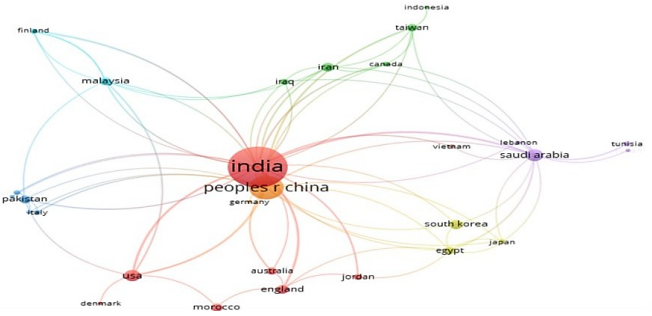 indonesia
finland
taiwan
canada
iran
malaysia
iraq
lebanon
vietnam
tunisia
saudi arabia
india
peoples r china
pakistan
germany
italy
south korea
japan
egypt
australia
usa
jordan
england
denmark
morocco